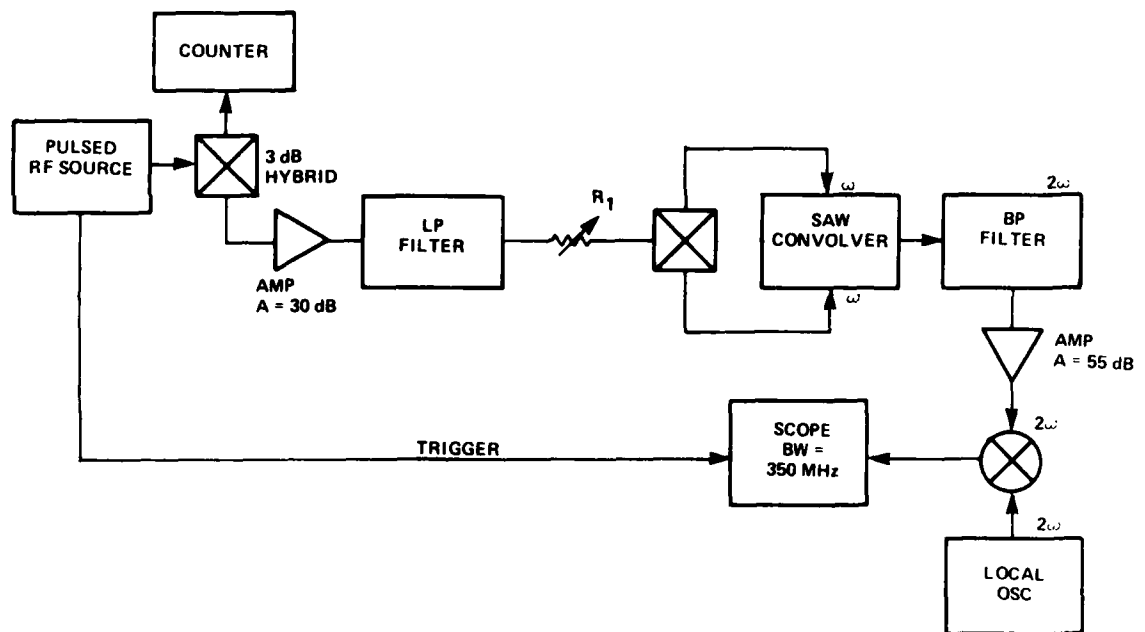 COUNTER
PULSED
RF SOURCE
3 dB
HYBRID
AMP
A = 30 dB
LP
FILTER
R1
ω
SAW
CONVOLVER
ω
2ω
BP
FILTER
AMP
A = 55 dB
2ω
SCOPE
BW =
350 MHz
TRIGGER
2ω
LOCAL
OSC